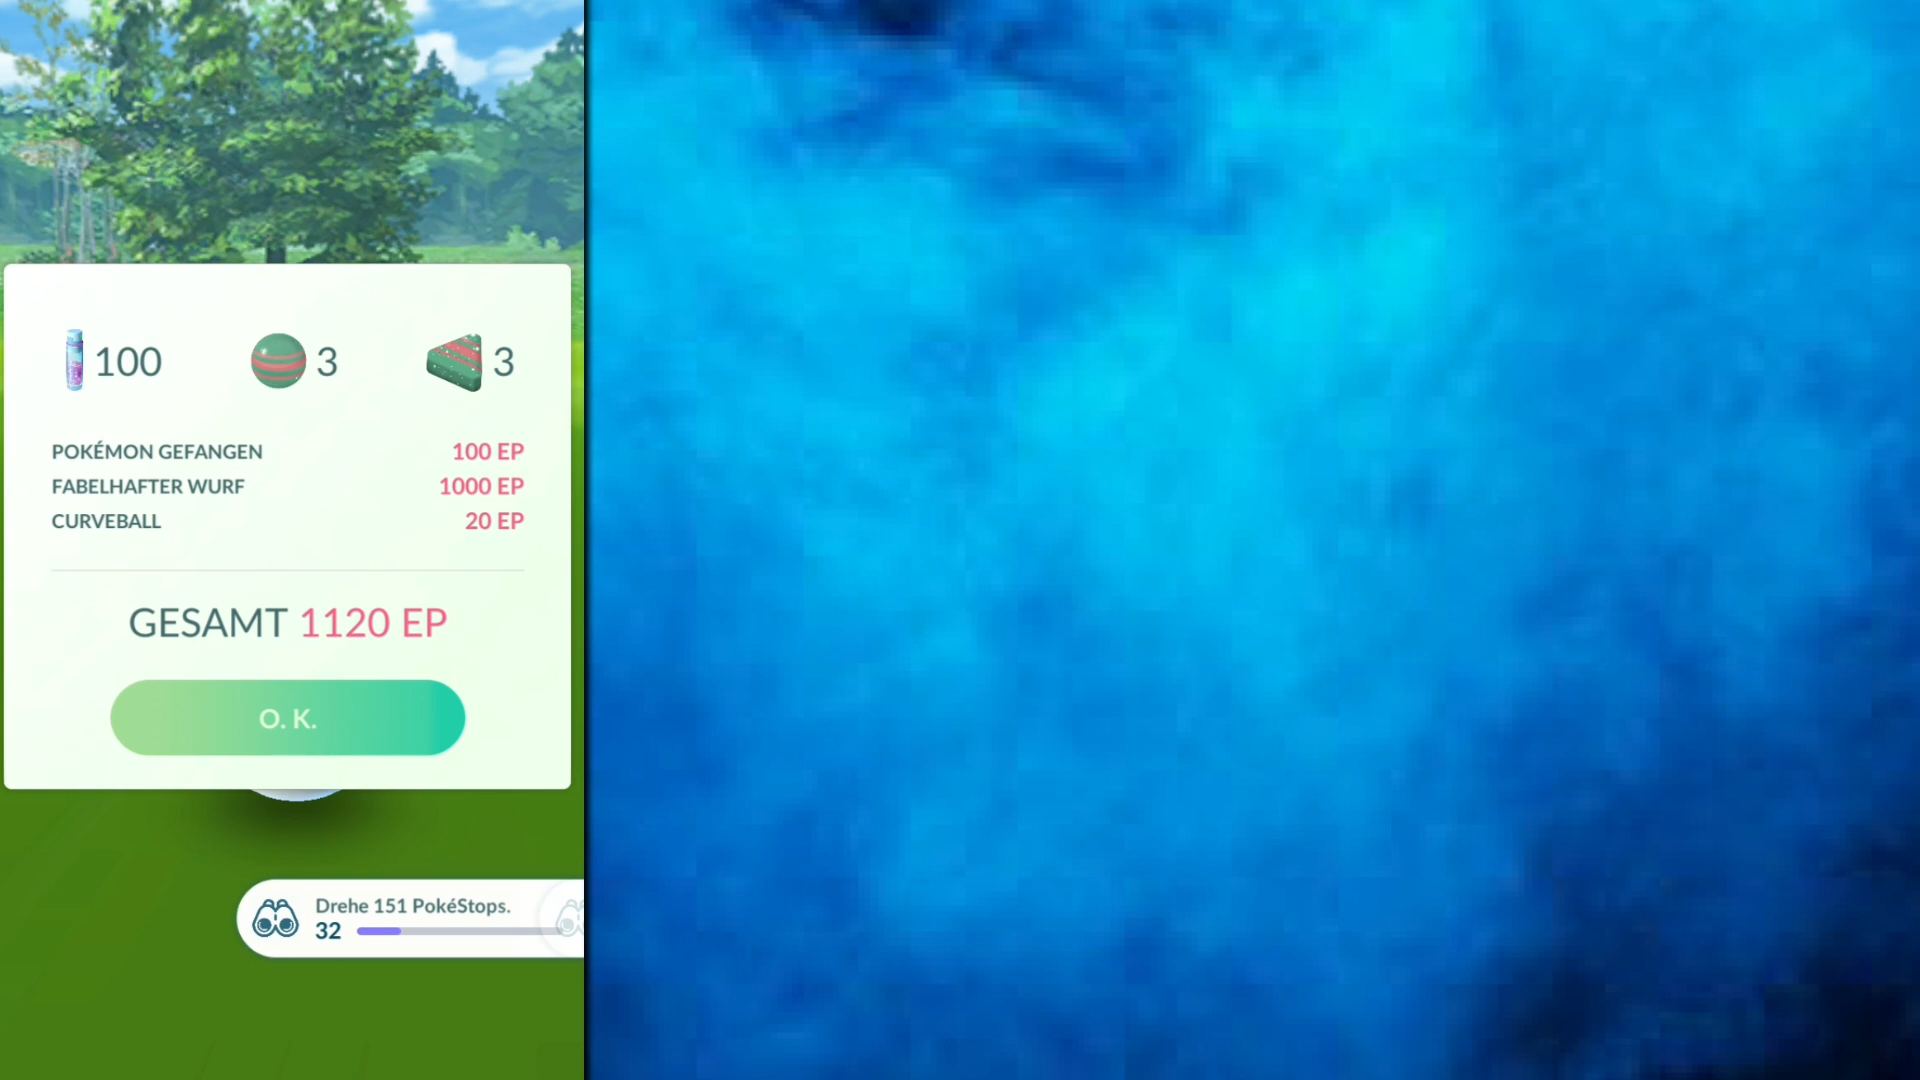 100 3 3
POKÉMON GEFANGEN 100 EP
FABELHAFTER WURF 1000 EP
CURVEBALL 20 EP
GESAMT 1120 EP
O. K.
Drehe 151 PokéStops.
32